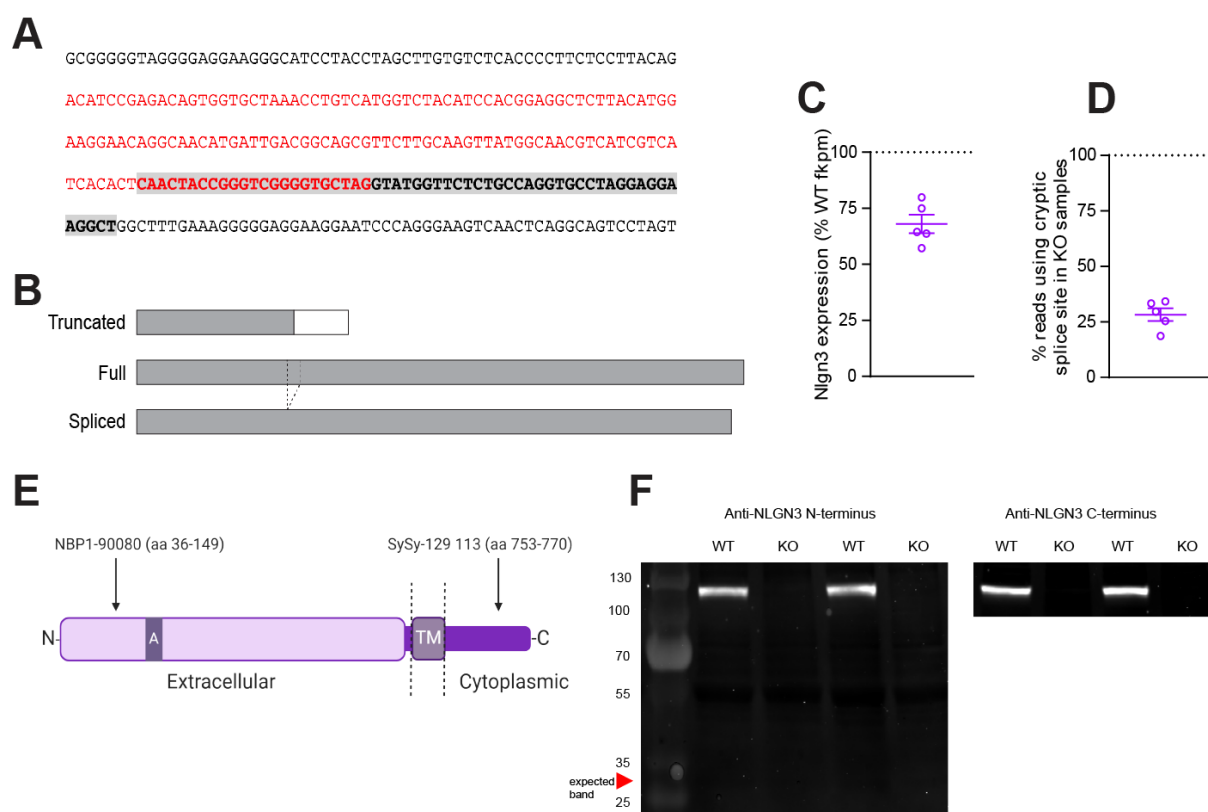 A
GCGGGGGTAGGGGAGGAAGGGCATCCTACCTAGCTTGTGTCTCACCCCTTCTCCTTACAG
ACATCCGAGACAGTGGTGCTAAACCTGTCATGGTCTACATCCACGGAGGCTCTTACATGG
AAGGAACAGGCAACATGATTGACGGCAGCGTTCTTGCAAGTTATGGCAACGTCATCGTCA
TCACACTCAACTACCGGGTCGGGGTGCTAGGTATGGTTCTCTGCCAGGTGCCTAGGAGGA
AGGCTGGCTTTGAAAGGGGGAGGAAGGAATCCCAGGGAAGTCAACTCAGGCAGTCCTAGT
B
Truncated
Full
Spliced
C
Nlgn3 expression (% WT fkpm)
100
75
50
25
0
D
% reads using cryptic
splice site in KO samples
100
75
50
25
0
E
NBP1-90080 (aa 36-149)
SySy-129 113 (aa 753-770)
N-
A
TM
-C
Extracellular
Cytoplasmic
F
Anti-NLGN3 N-terminus
Anti-NLGN3 C-terminus
WT KO WT KO
WT KO WT KO
130
100
70
55
35
expected
band
25